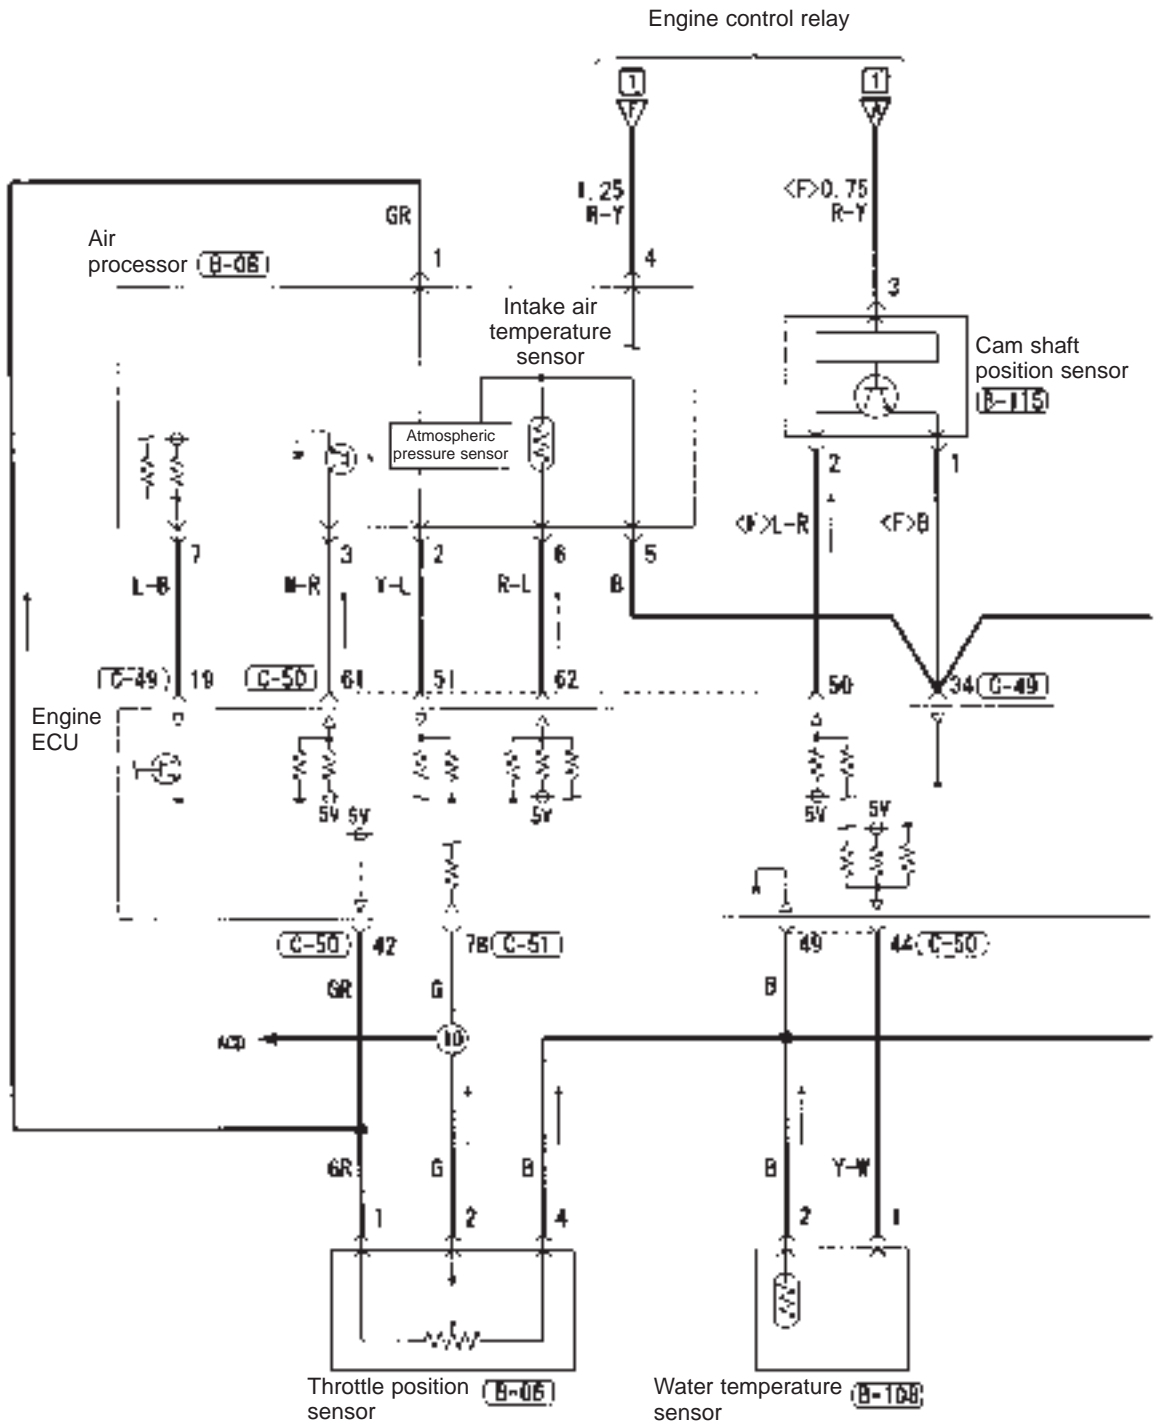 Engine control relay
1 1
1.25
<F>0.75
R-Y
GR
Air
processor
1
4
3
Intake air
temperature
sensor
Cam shaft
position sensor
B-115
Atmospheric
pressure sensor
7 3 2 6 5
2 1
L-B Y-L R-L B
L-R <F>B
C-49 19 C-50 61 51 62
50 34 C-49
Engine
ECU
5V 5V 5V
5V 5V
C-50 42 78 C-51
49 44 C-50
GR G B
10
GR G B B Y-W
1 2 4 2 1
Throttle position
sensor
Water temperature
sensor
B-108